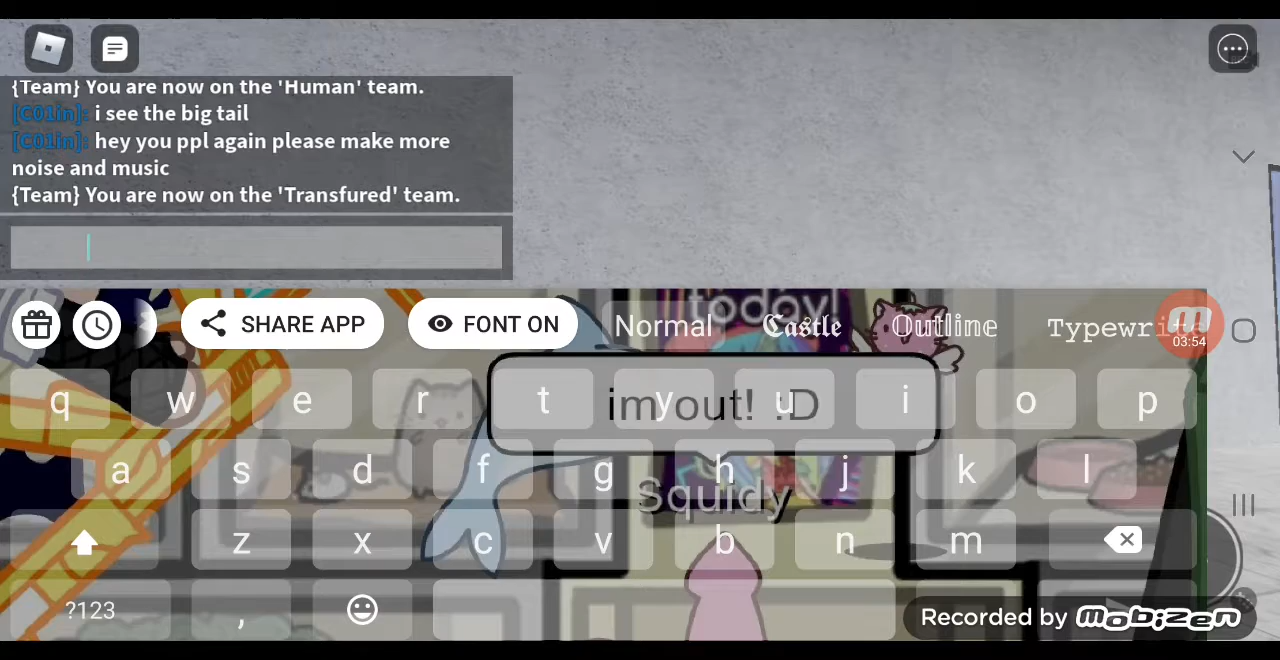 {Team} You are now on the 'Human' team.
[C01in]: i see the big tail
[C01in]: hey you ppl again please make more
noise and music
{Team} You are now on the 'Transfured' team.
today!
SHARE APP
FONT ON
Normal
Castle
Outline
Typewrite
03:54
im out! :D
q w e r t y u i o p
a s d f g h j k l
Squidy
z x c v b n m
?123
,
Recorded by mobizen